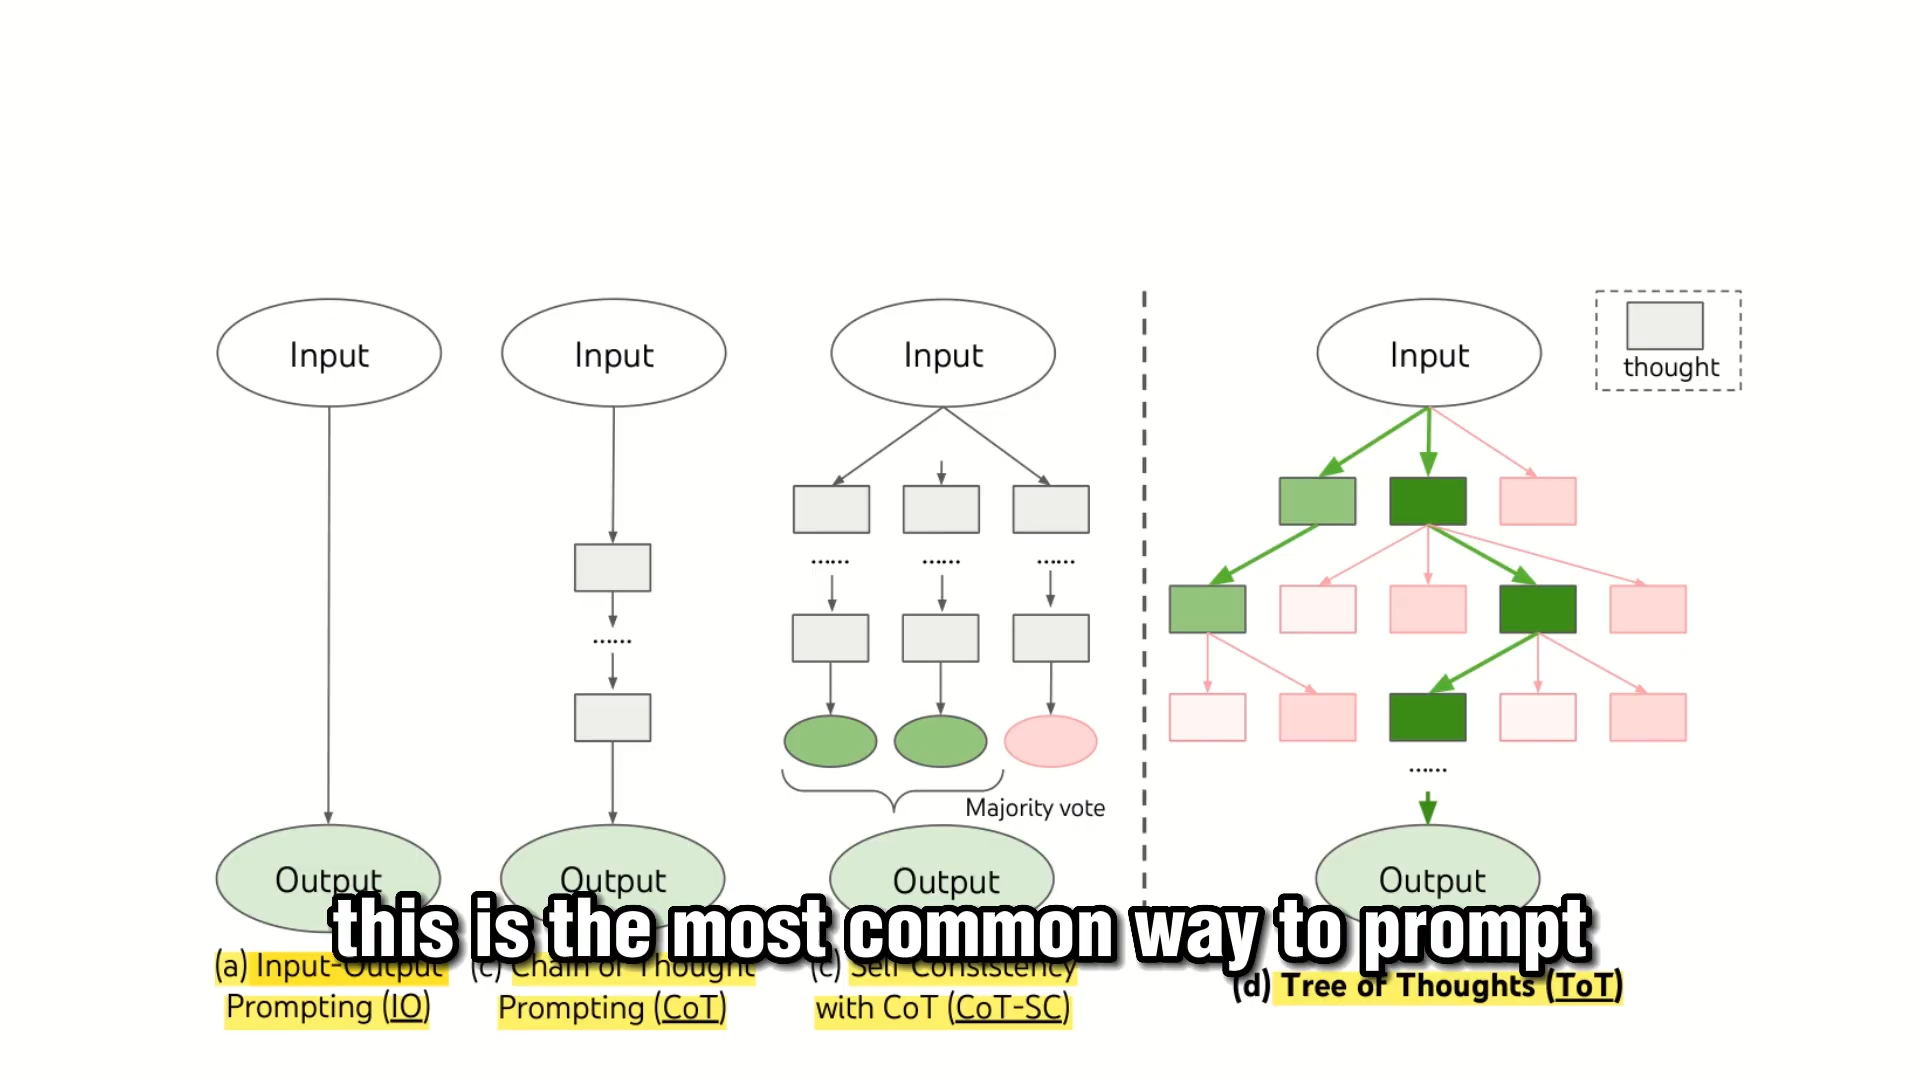 Input
Input
Input
Input
thought
......
......
......
......
......
Majority vote
Output
Output
Output
Output
this is the most common way to prompt
(a) Input-Output
Prompting (IO)
(c) Chain of Thought
Prompting (CoT)
(c) Self Consistency
with CoT (CoT-SC)
(d) Tree of Thoughts (ToT)